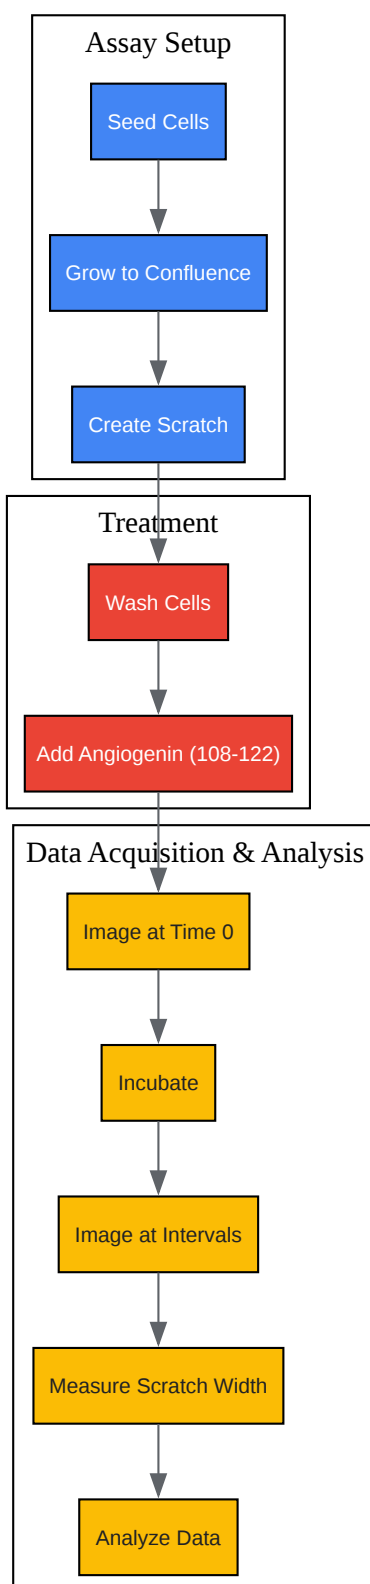 Assay Setup
Seed Cells
Grow to Confluence
Create Scratch
Treatment
Wash Cells
Add Angiogenin (108-122)
Data Acquisition & Analysis
Image at Time 0
Incubate
Image at Intervals
Measure Scratch Width
Analyze Data